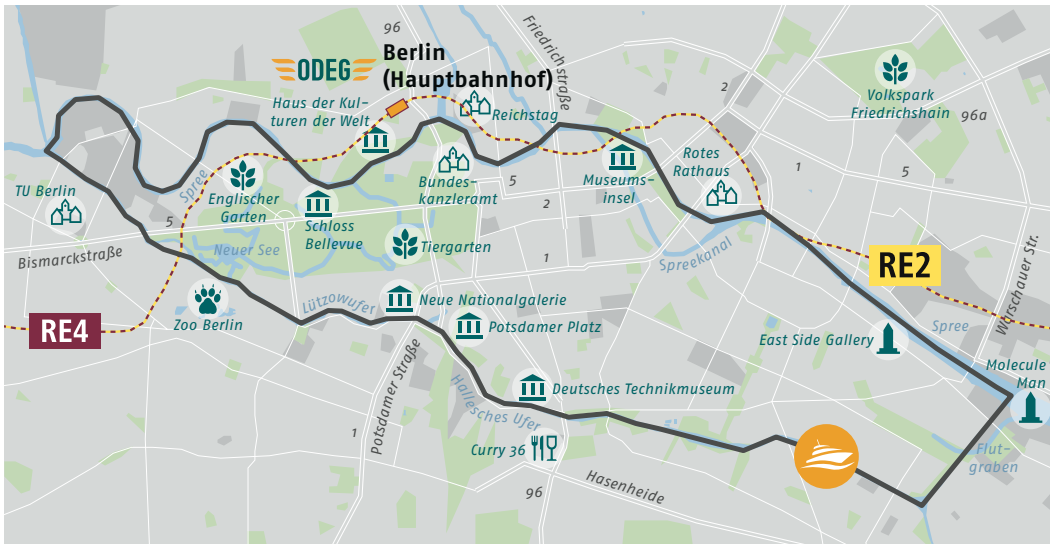 96
Friedrichstraße
ODEG
Berlin
(Hauptbahnhof)
Haus der Kul-
turen der Welt
Reichstag
2
Volkspark
Friedrichshain
96a
Spree
TU Berlin
Englischer
Garten
Bundes-
kanzleramt
5
Museums-
insel
Rotes
Rathaus
1
5
2
5
Schloss
Bellevue
Bismarckstraße
Neuer See
Tiergarten
1
Spreekanal
RE2
Warschauer Str.
RE4
Zoo Berlin
Lützowufer
Neue Nationalgalerie
Potsdamer Platz
East Side Gallery
Spree
Molecule
Man
Potsdamer Straße
Hallesches Ufer
Deutsches Technikmuseum
1
Curry 36
96
Hasenheide
Flut-
graben